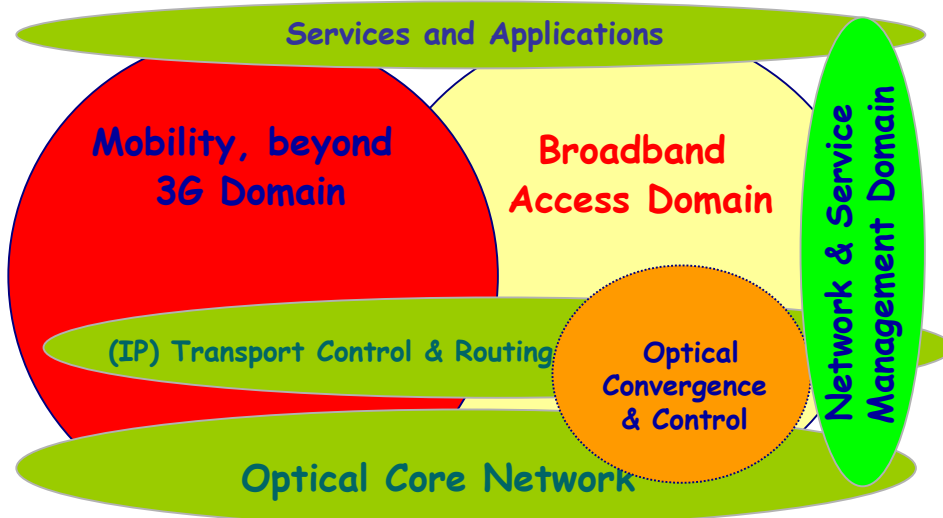 Services and Applications
Mobility, beyond
3G Domain
Broadband
Access Domain
Network & Service
Management Domain
(IP) Transport Control & Routing
Optical
Convergence
& Control
Optical Core Network